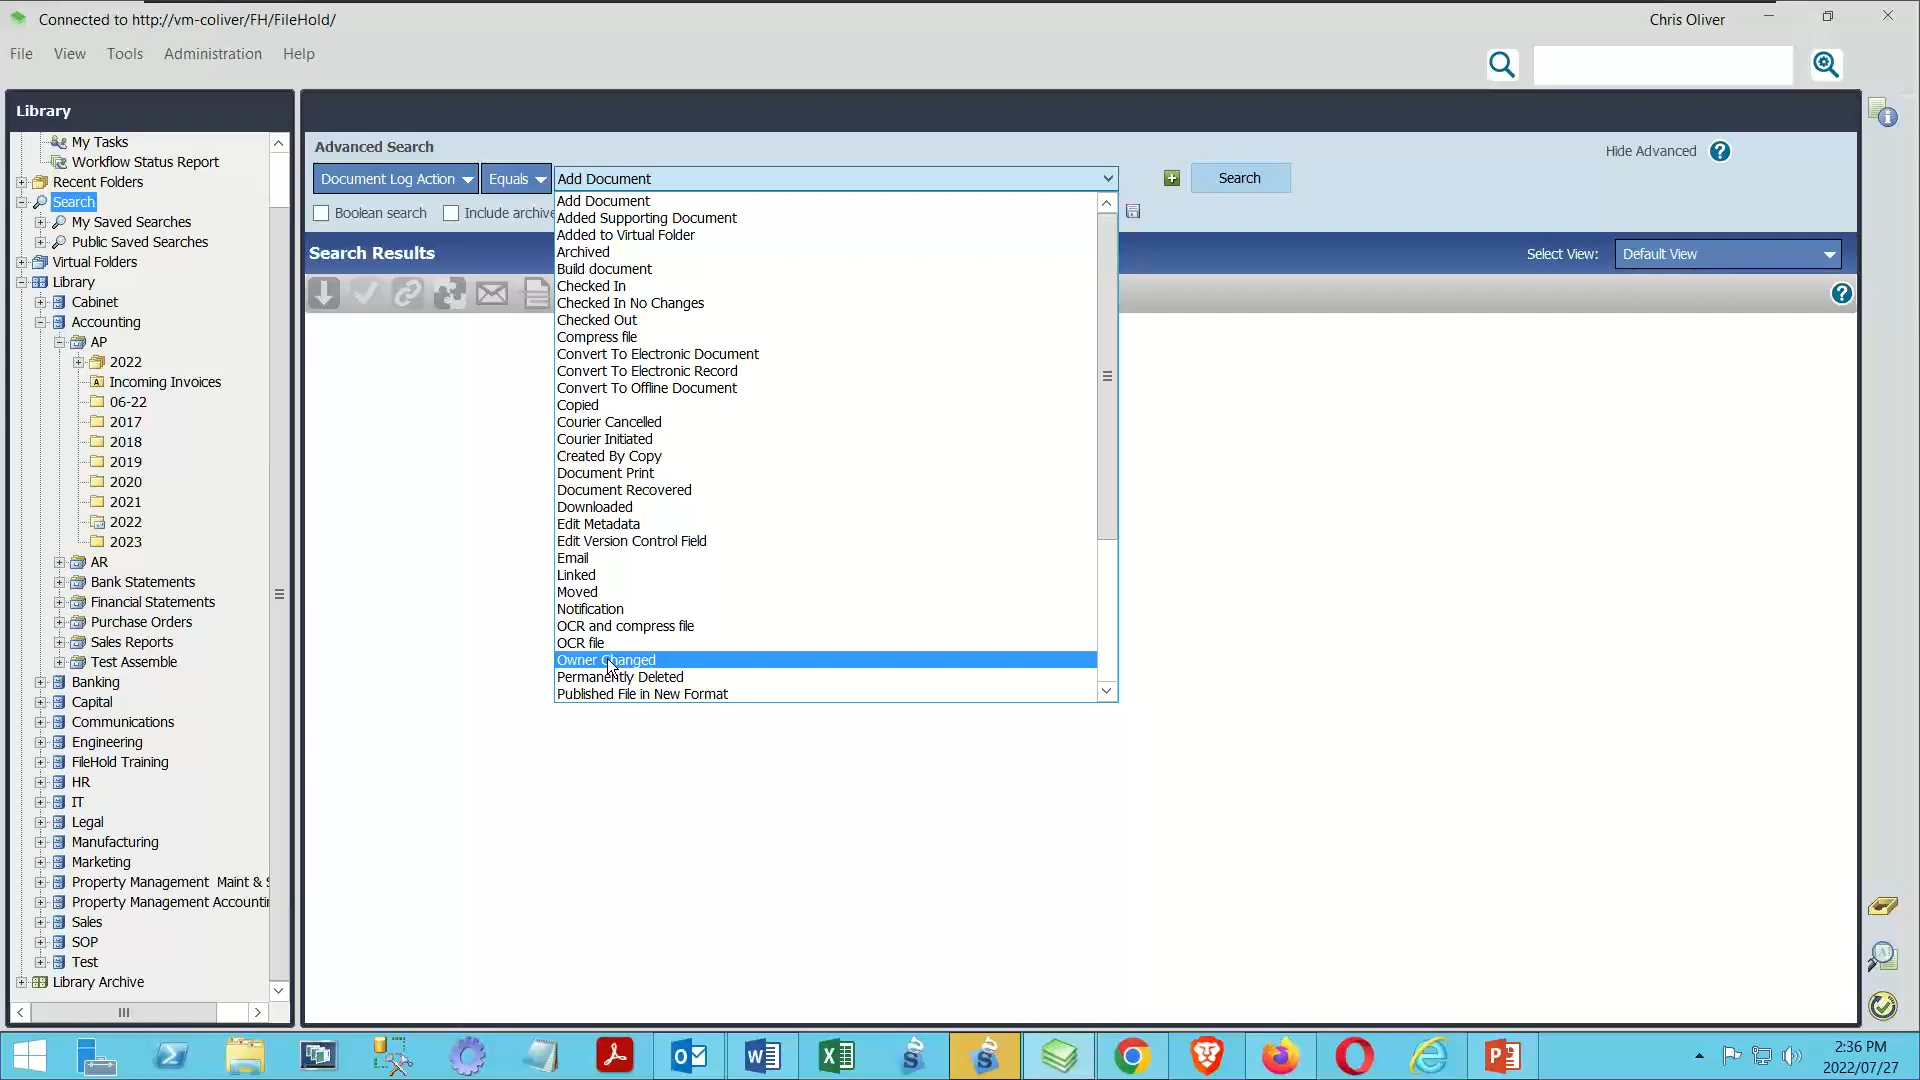 Connected to http://vm-coliver/FH/FileHold/
Chris Oliver
File View Tools Administration Help
Library
My Tasks
Workflow Status Report
Recent Folders
Search
My Saved Searches
Public Saved Searches
Virtual Folders
Library
Cabinet
Accounting
AP
2022
Incoming Invoices
06-22
2017
2018
2019
2020
2021
2022
2023
AR
Bank Statements
Financial Statements
Purchase Orders
Sales Reports
Test Assemble
Banking
Capital
Communications
Engineering
FileHold Training
HR
IT
Legal
Manufacturing
Marketing
Property Management Maint &
Property Management Accounti
Sales
SOP
Test
Library Archive
Advanced Search
Hide Advanced
Document Log Action Equals Add Document Search
Boolean search Include archive
Search Results
Select View: Default View
Add Document
Added Supporting Document
Added to Virtual Folder
Archived
Build document
Checked In
Checked In No Changes
Checked Out
Compress file
Convert To Electronic Document
Convert To Electronic Record
Convert To Offline Document
Copied
Courier Cancelled
Courier Initiated
Created By Copy
Document Print
Document Recovered
Downloaded
Edit Metadata
Edit Version Control Field
Email
Linked
Moved
Notification
OCR and compress file
OCR file
Owner Changed
Permanently Deleted
Published File in New Format
2:36 PM
2022/07/27